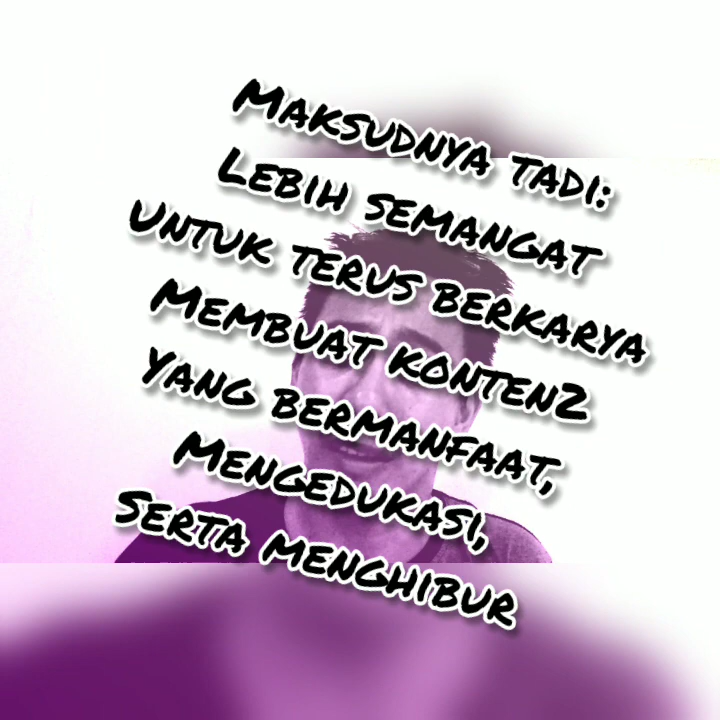 Maksudnya tadi:
Lebih semangat
untuk terus berkarya
Membuat konten2
Yang bermanfaat,
Mengedukasi,
Serta menghibur